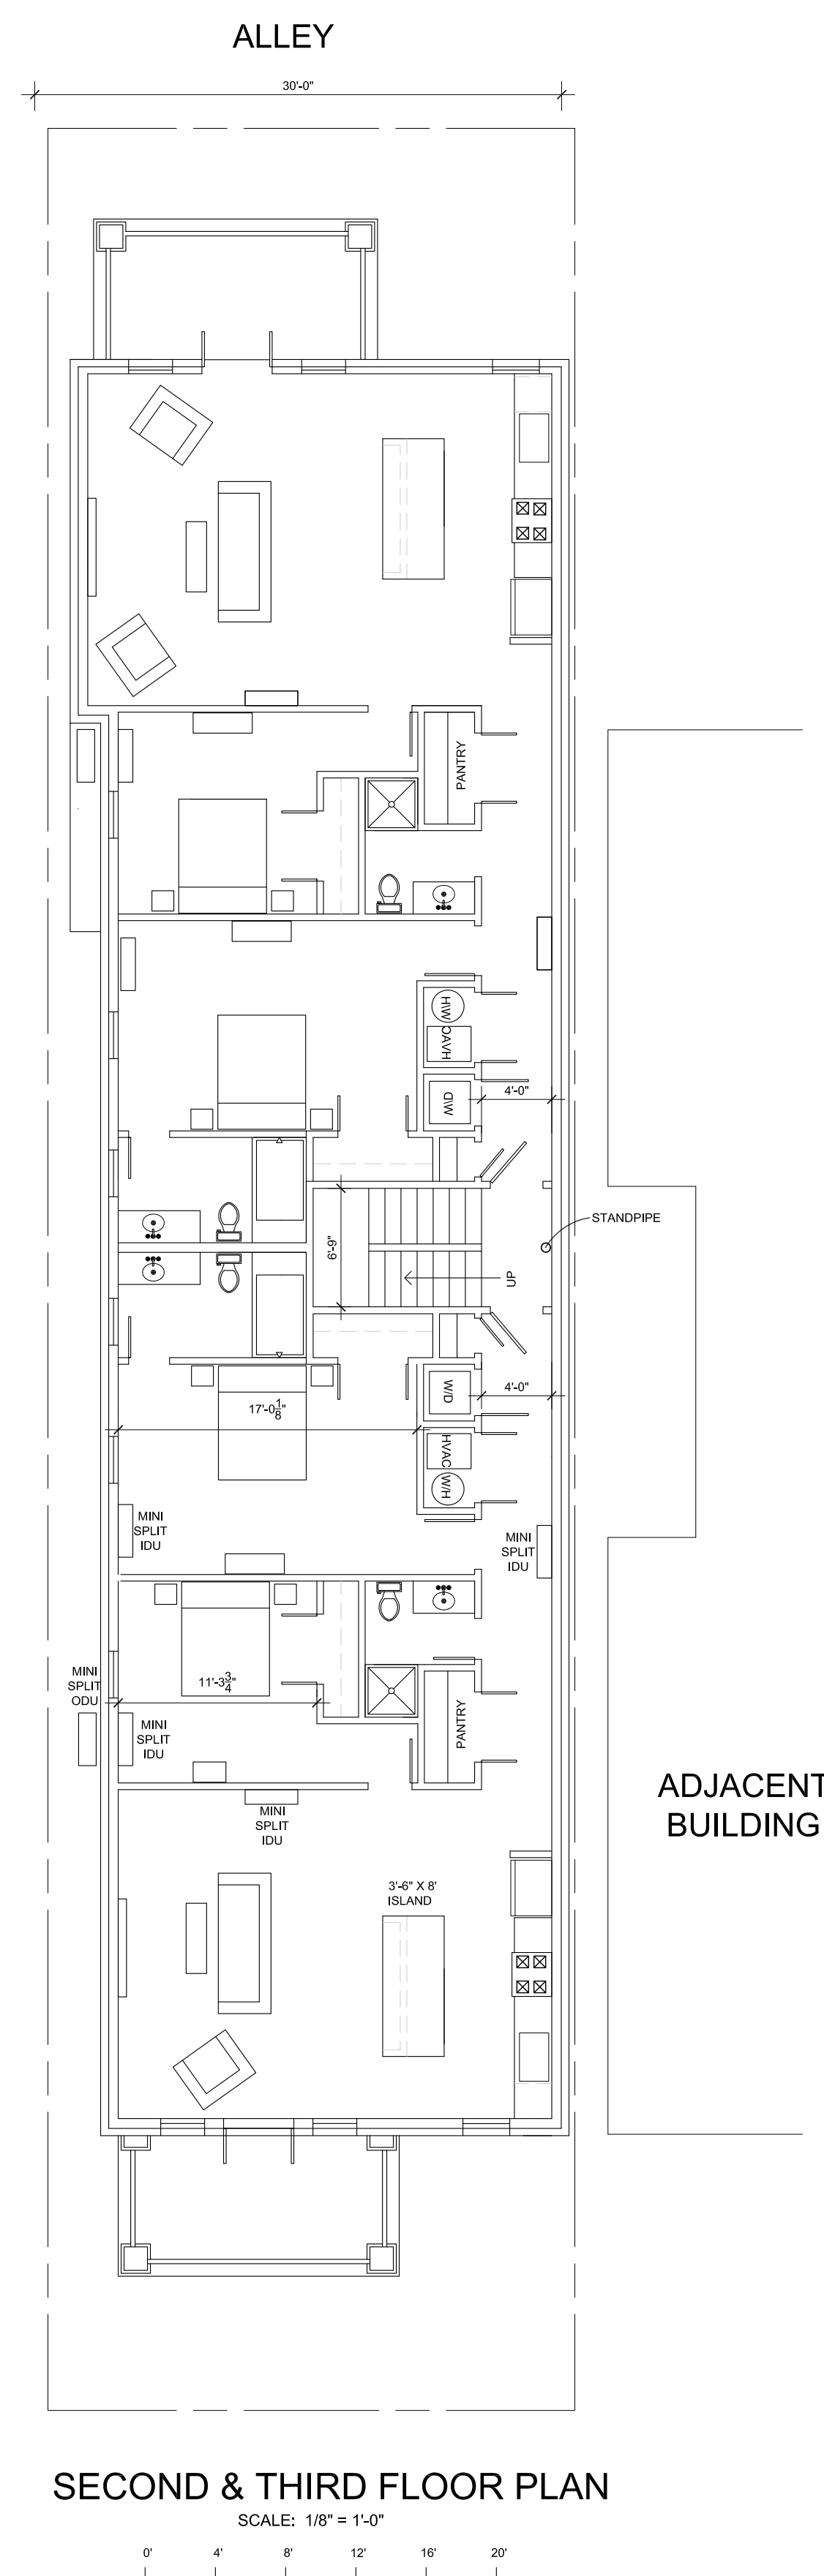 ALLEY
30'-0"
PANTRY
W/H
HVAC
W/D
4'-0"
STANDPIPE
6'-9"
UP
W/D
4'-0"
17'-0 1/8"
HVAC
W/H
MINI
SPLIT
IDU
MINI
SPLIT
IDU
MINI
SPLIT
ODU
11'-3 3/4"
MINI
SPLIT
IDU
PANTRY
ADJACENT
BUILDING
MINI
SPLIT
IDU
3'-6" X 8'
ISLAND
SECOND & THIRD FLOOR PLAN
SCALE: 1/8" = 1'-0"
0' 4' 8' 12' 16' 20'